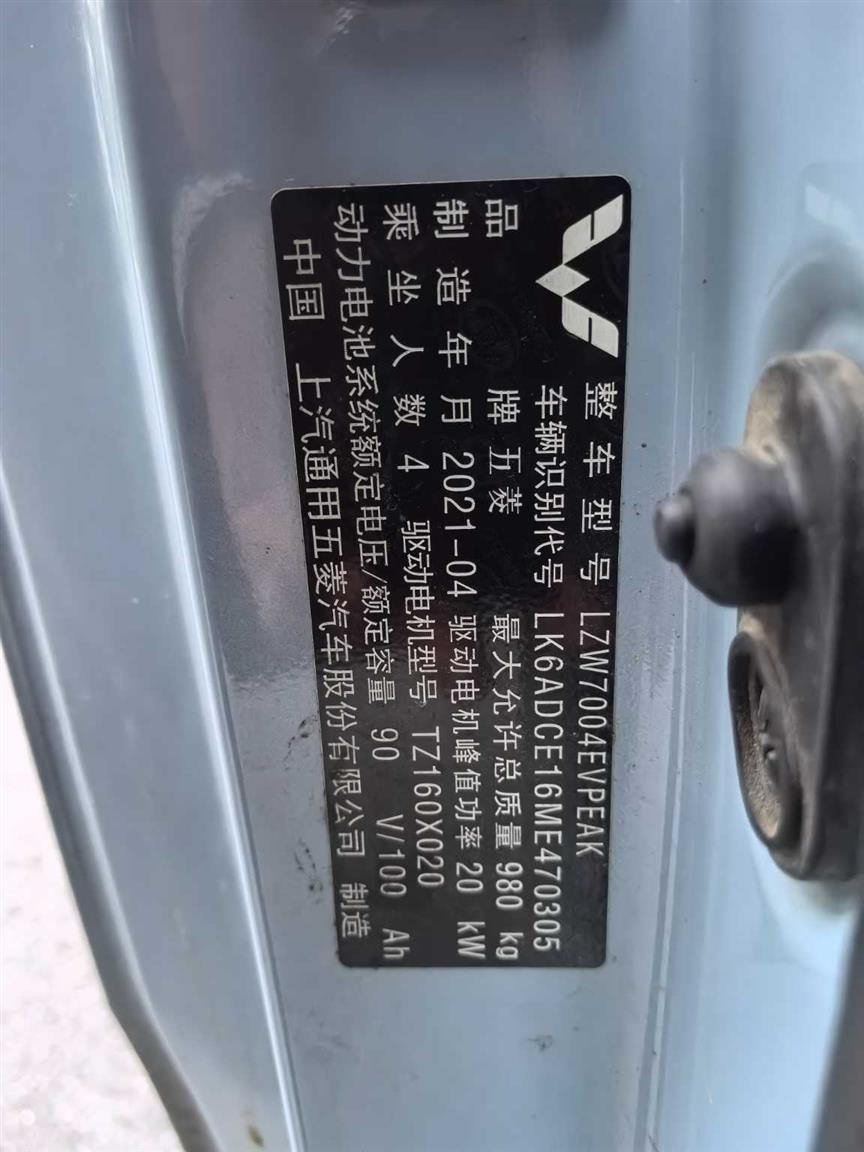 整车型号 LZW7004EVPEAK
车辆识别代号 LK6ADCE16ME470305
品牌 五菱 最大允许总质量 980 kg
制造年月 2021-04 驱动电机峰值功率 20 kW
乘坐人数 4 驱动电机型号 TZ160X020
动力电池系统额定电压/额定容量 90 V/100 Ah
中国 上汽通用五菱汽车股份有限公司 制造